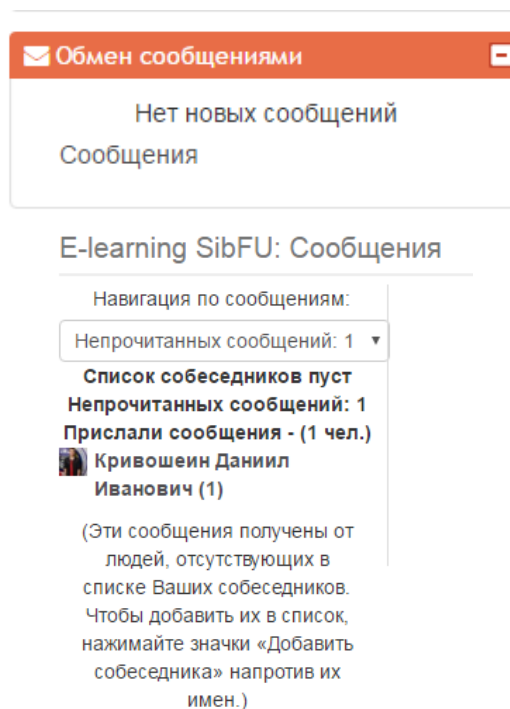 Обмен сообщениями
Нет новых сообщений
Сообщения
E-learning SibFU: Сообщения
Навигация по сообщениям:
Непрочитанных сообщений: 1
Список собеседников пуст
Непрочитанных сообщений: 1
Прислали сообщения - (1 чел.)
Кривошеин Даниил
Иванович (1)
(Эти сообщения получены от
людей, отсутствующих в
списке Ваших собеседников.
Чтобы добавить их в список,
нажимайте значки «Добавить
собеседника» напротив их
имен.)